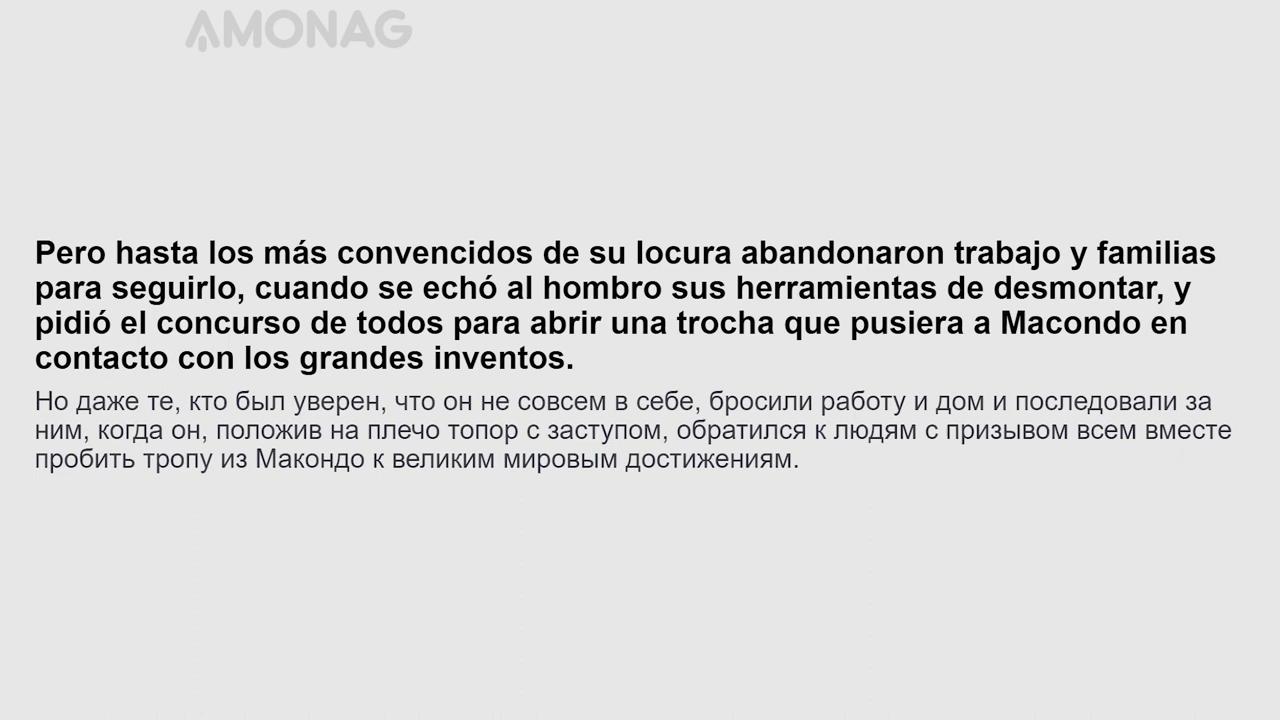 AMONAG
Pero hasta los más convencidos de su locura abandonaron trabajo y familias
para seguirlo, cuando se echó al hombro sus herramientas de desmontar, y
pidió el concurso de todos para abrir una trocha que pusiera a Macondo en
contacto con los grandes inventos.
Но даже те, кто был уверен, что он не совсем в себе, бросили работу и дом и последовали за
ним, когда он, положив на плечо топор с заступом, обратился к людям с призывом всем вместе
пробить тропу из Макондо к великим мировым достижениям.